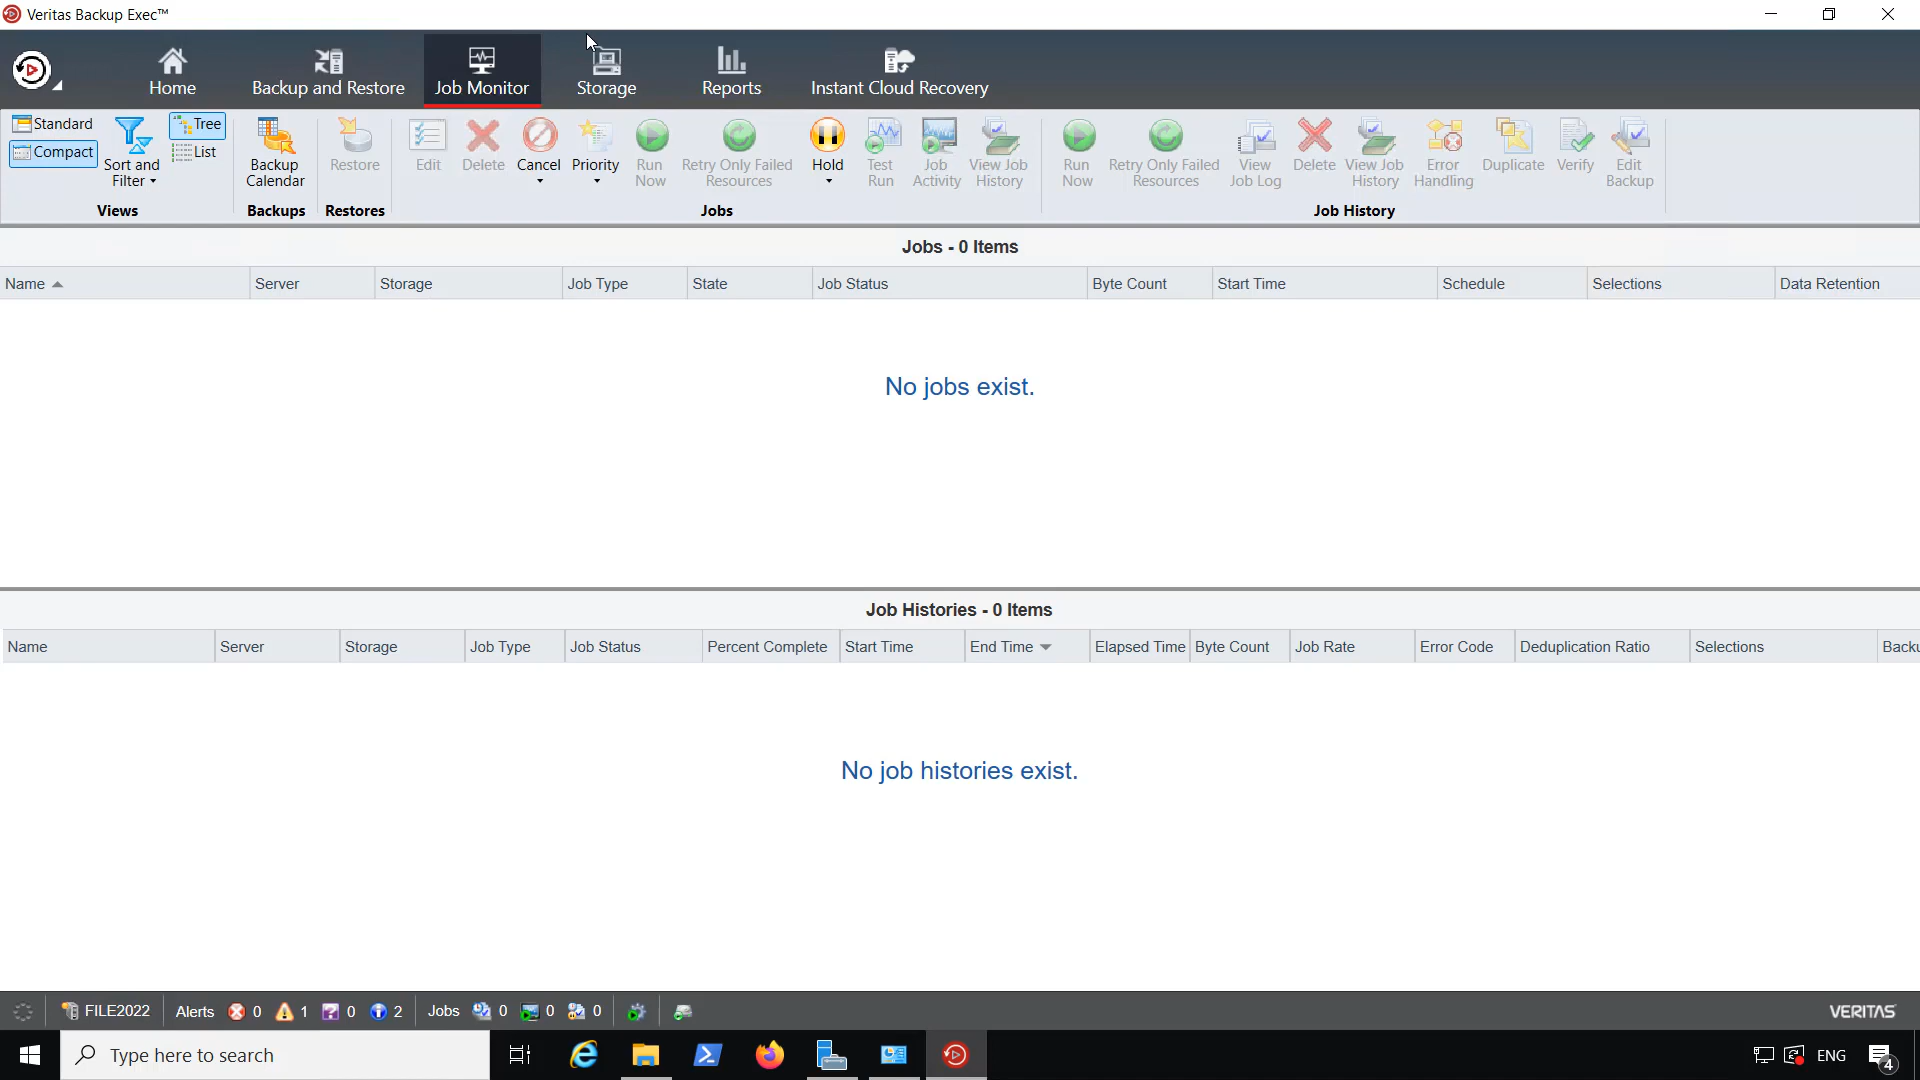 Veritas Backup Exec™
Home
Backup and Restore
Job Monitor
Storage
Reports
Instant Cloud Recovery
Standard
Compact
Sort and
Filter
Tree
List
Views
Backup
Calendar
Backups
Restore
Restores
Edit
Delete
Cancel
Priority
Run
Now
Retry Only Failed
Resources
Hold
Test
Run
Job
Activity
View Job
History
Jobs
Run
Now
Retry Only Failed
Resources
View
Job Log
Delete
View Job
History
Error
Handling
Duplicate
Verify
Edit
Backup
Job History
Jobs - 0 Items
Name Server Storage Job Type State Job Status Byte Count Start Time Schedule Selections Data Retention
No jobs exist.
Job Histories - 0 Items
Name Server Storage Job Type Job Status Percent Complete Start Time End Time Elapsed Time Byte Count Job Rate Error Code Deduplication Ratio Selections Backu
No job histories exist.
FILE2022 Alerts 0 1 0 2 Jobs 0 0 0 VERITAS
Type here to search ENG 4